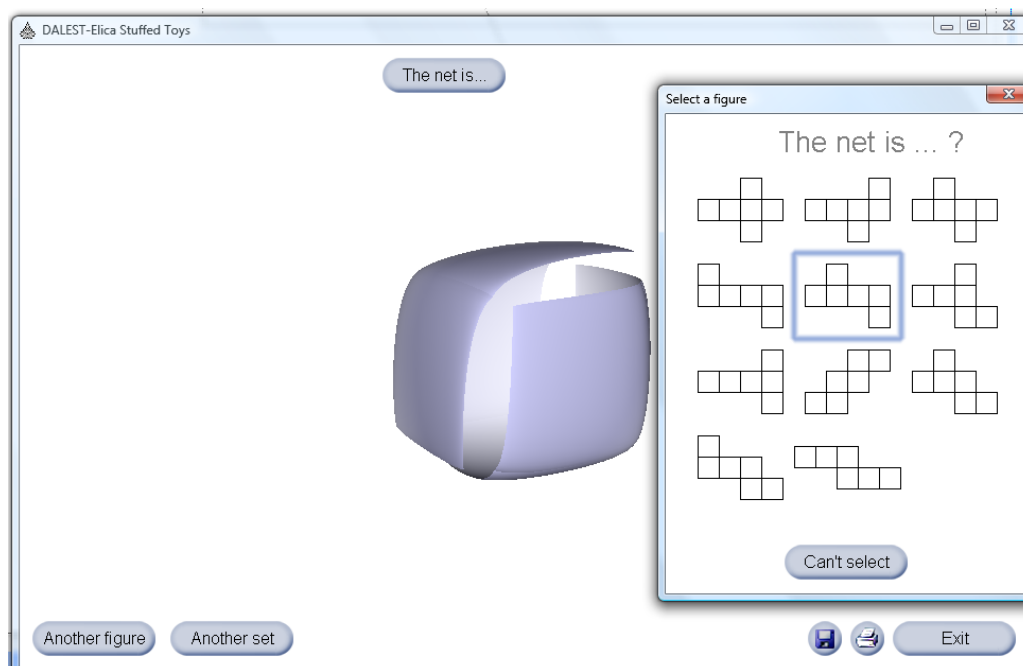 DALEST-Elica Stuffed Toys
The net is...
Select a figure
The net is ... ?
Can't select
Another figure
Another set
Exit